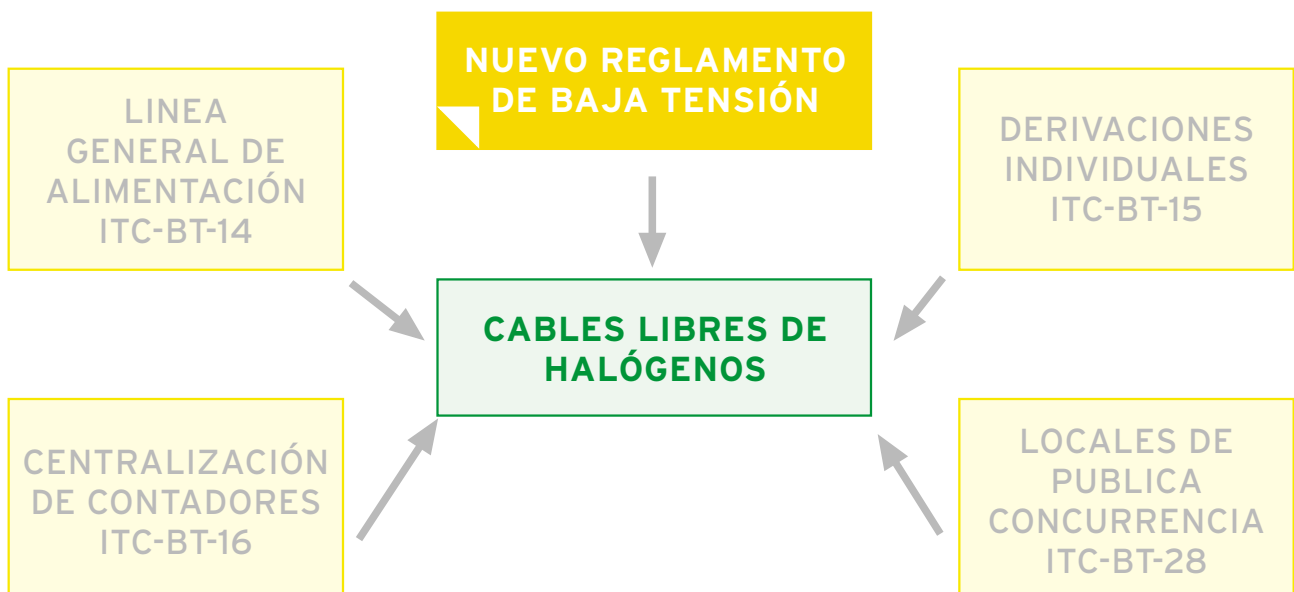 NUEVO REGLAMENTO
DE BAJA TENSIÓN
LINEA
GENERAL DE
ALIMENTACIÓN
ITC-BT-14
DERIVACIONES
INDIVIDUALES
ITC-BT-15
CABLES LIBRES DE
HALÓGENOS
CENTRALIZACIÓN
DE CONTADORES
ITC-BT-16
LOCALES DE
PUBLICA
CONCURRENCIA
ITC-BT-28